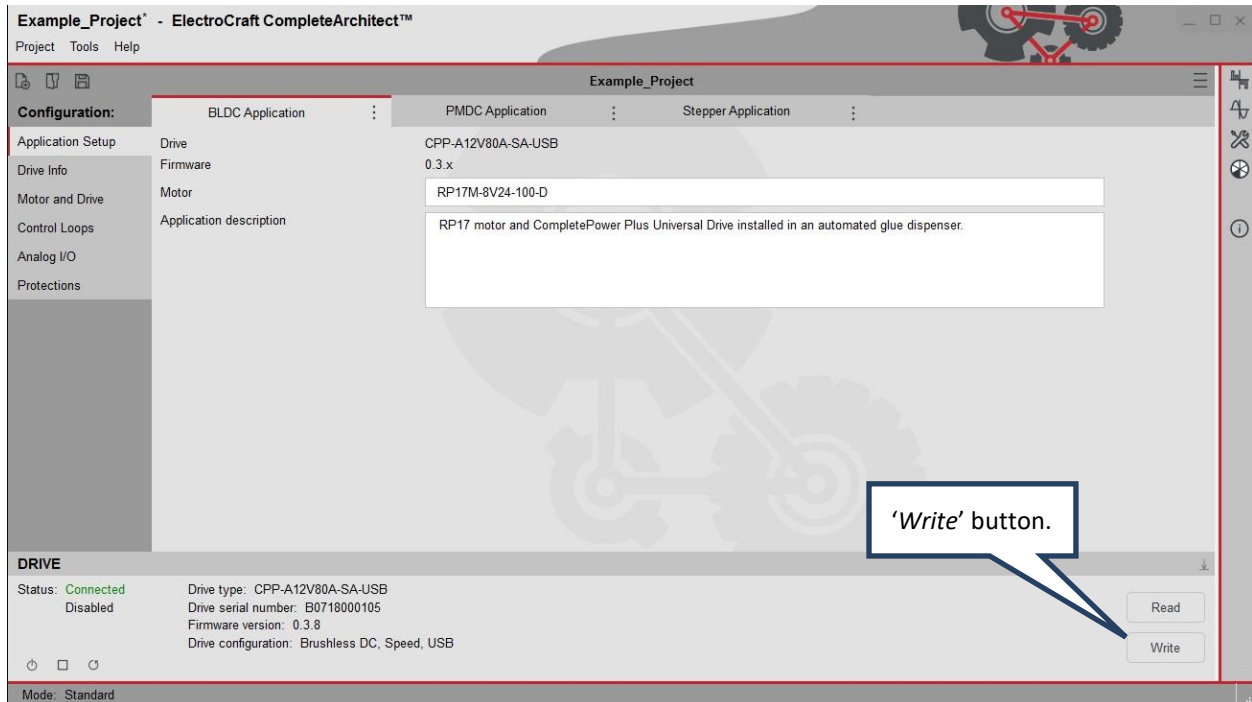 Example_Project* - ElectroCraft CompleteArchitect™
Project Tools Help
Example_Project
Configuration:
BLDC Application
PMDC Application
Stepper Application
Application Setup
Drive CPP-A12V80A-SA-USB
Drive Info
Firmware 0.3.x
Motor and Drive
Motor RP17M-8V24-100-D
Control Loops
Application description RP17 motor and CompletePower Plus Universal Drive installed in an automated glue dispenser.
Analog I/O
Protections
'Write' button.
DRIVE
Status: Connected
Disabled
Drive type: CPP-A12V80A-SA-USB
Drive serial number: B0718000105
Firmware version: 0.3.8
Drive configuration: Brushless DC, Speed, USB
Read
Write
Mode: Standard